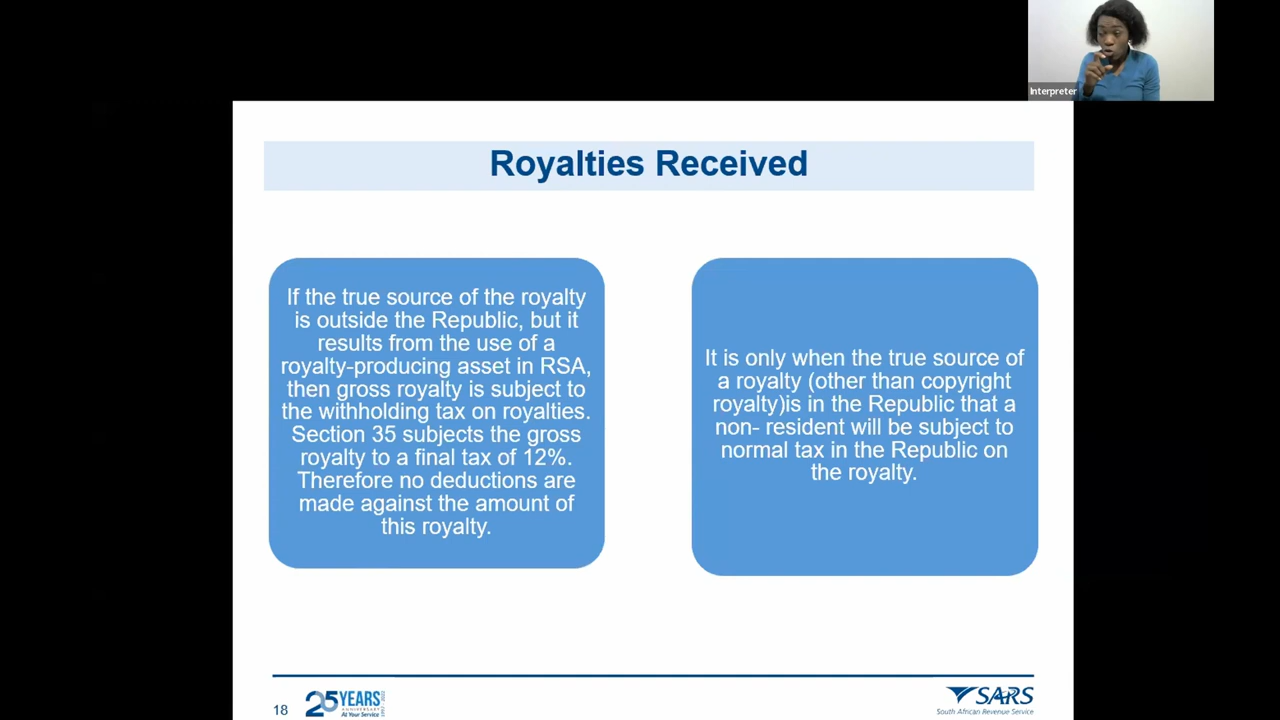 Interpreter
Royalties Received
If the true source of the royalty
is outside the Republic, but it
results from the use of a
royalty-producing asset in RSA,
then gross royalty is subject to
the withholding tax on royalties.
Section 35 subjects the gross
royalty to a final tax of 12%.
Therefore no deductions are
made against the amount of
this royalty.
It is only when the true source of
a royalty (other than copyright
royalty)is in the Republic that a
non- resident will be subject to
normal tax in the Republic on
the royalty.
18
25 YEARS
ANNIVERSARY
At Your Service
SARS
South African Revenue Service